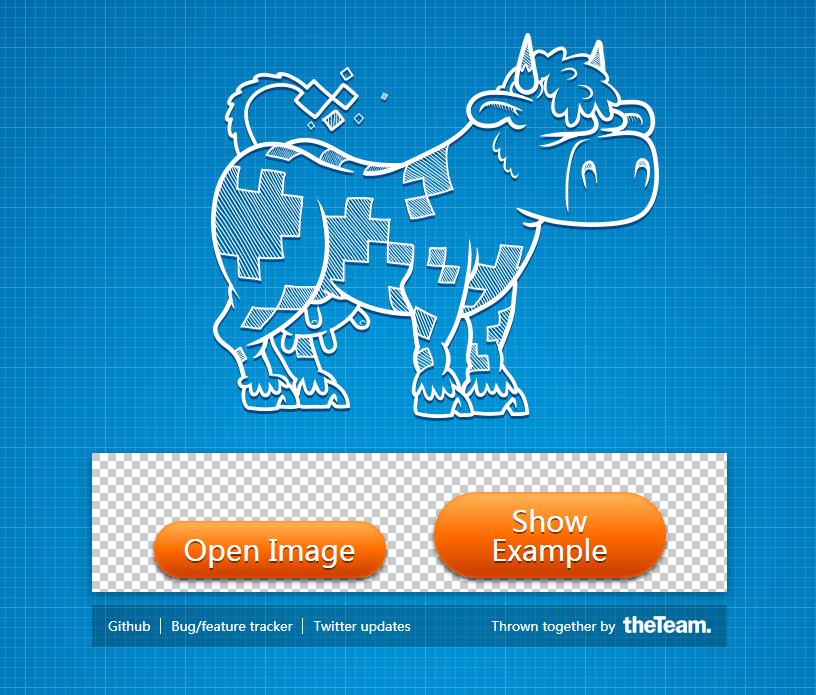 Open Image
Show
Example
Github
Bug/feature tracker
Twitter updates
Thrown together by theTeam.